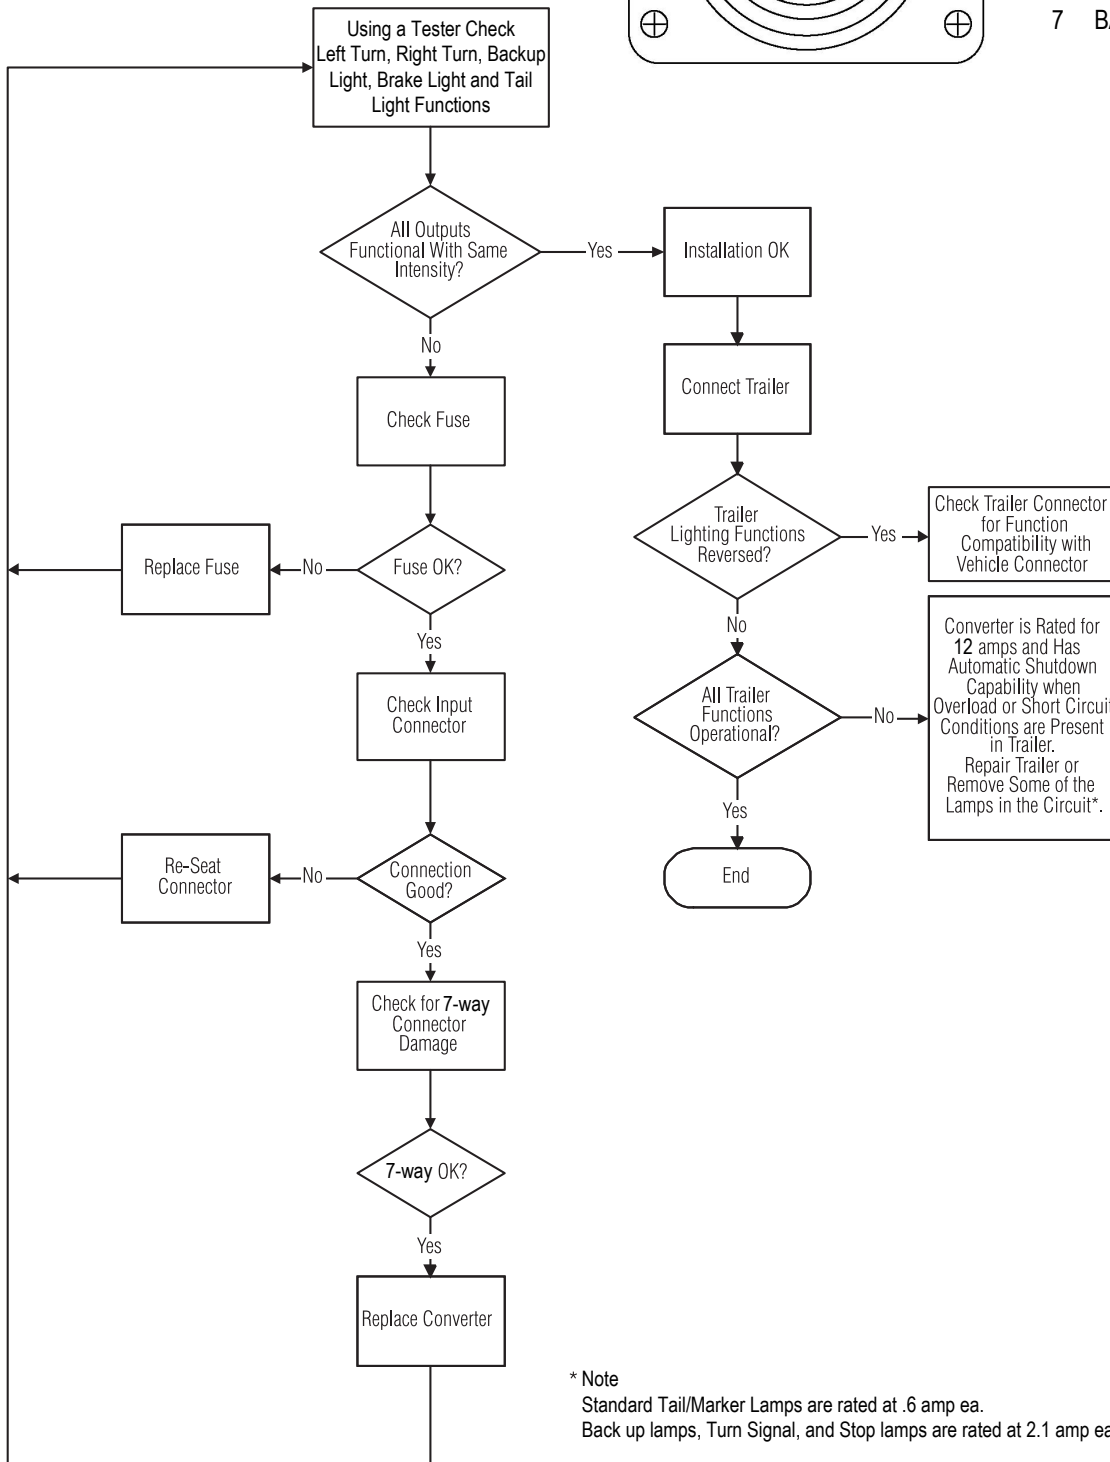 7 BA
Using a Tester Check
Left Turn, Right Turn, Backup
Light, Brake Light and Tail
Light Functions
All Outputs
Functional With Same
Intensity?
Yes
Installation OK
No
Connect Trailer
Check Fuse
Trailer
Lighting Functions
Reversed?
Yes
Check Trailer Connector
for Function
Compatibility with
Vehicle Connector
Replace Fuse
No
Fuse OK?
Yes
No
Converter is Rated for
12 amps and Has
Automatic Shutdown
Capability when
Overload or Short Circuit
Conditions are Present
in Trailer.
Repair Trailer or
Remove Some of the
Lamps in the Circuit*.
Check Input
Connector
All Trailer
Functions
Operational?
No
Yes
End
Re-Seat
Connector
No
Connection
Good?
Yes
Check for 7-way
Connector
Damage
7-way OK?
Yes
Replace Converter
* Note
Standard Tail/Marker Lamps are rated at .6 amp ea.
Back up lamps, Turn Signal, and Stop lamps are rated at 2.1 amp ea